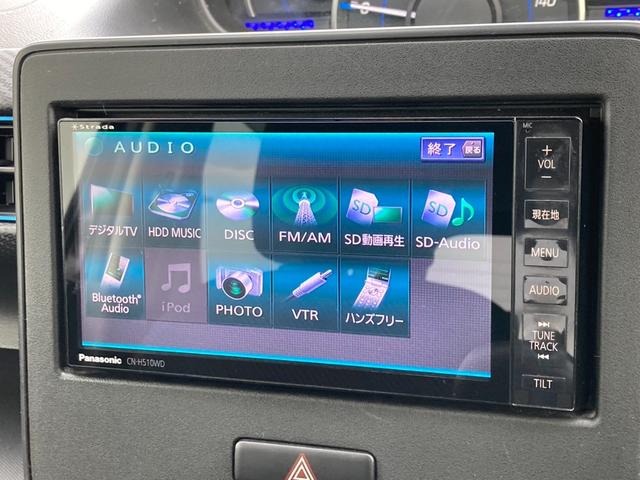 140
Strada
MIC
AUDIO
終了 戻る
+
VOL
−
デジタルTV
HDD MUSIC
DISC
FM/AM
SD動画再生
SD-Audio
現在地
MENU
Bluetooth®
Audio
iPod
PHOTO
VTR
ハンズフリー
AUDIO
TUNE
TRACK
TILT
Panasonic CN-H510WD